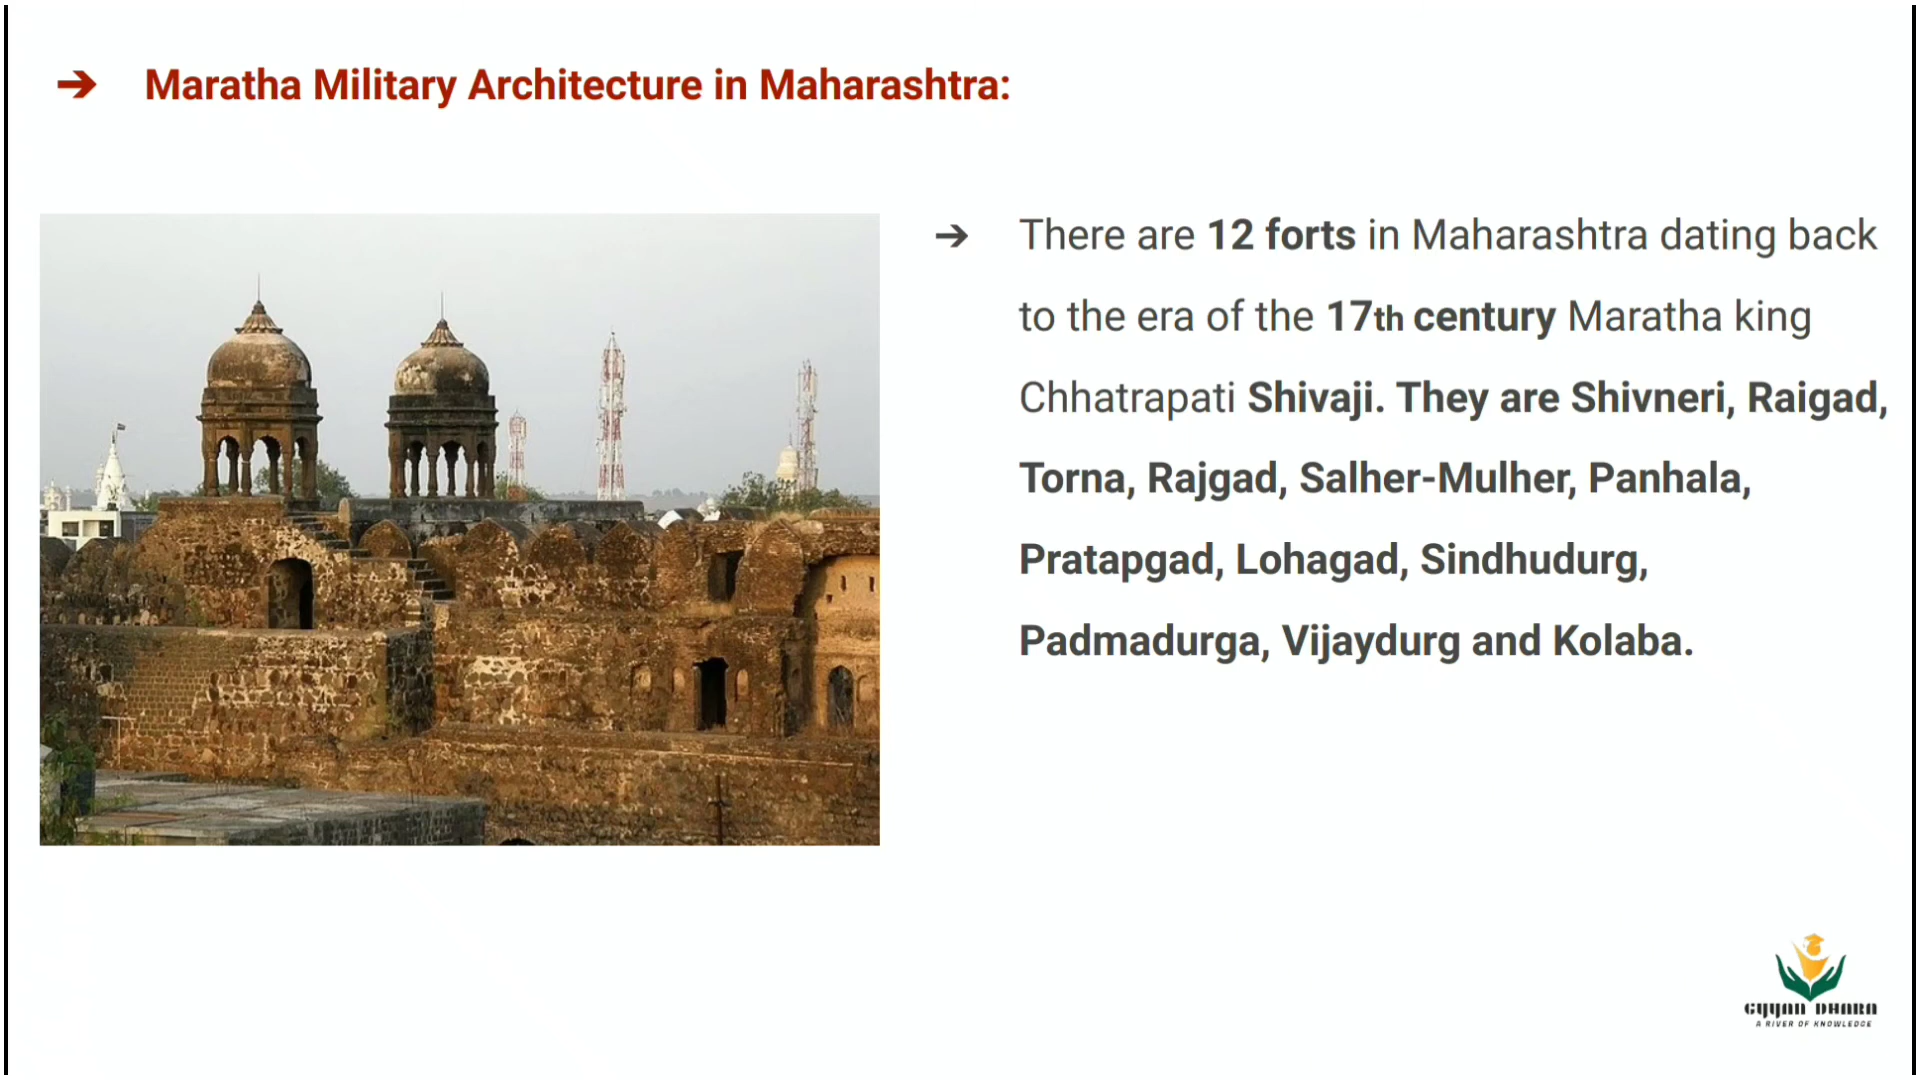 ➔ Maratha Military Architecture in Maharashtra:
➔ There are 12 forts in Maharashtra dating back
to the era of the 17th century Maratha king
Chhatrapati Shivaji. They are Shivneri, Raigad,
Torna, Rajgad, Salher-Mulher, Panhala,
Pratapgad, Lohagad, Sindhudurg,
Padmadurga, Vijaydurg and Kolaba.
GYYAN DHARA
A RIVER OF KNOWLEDGE